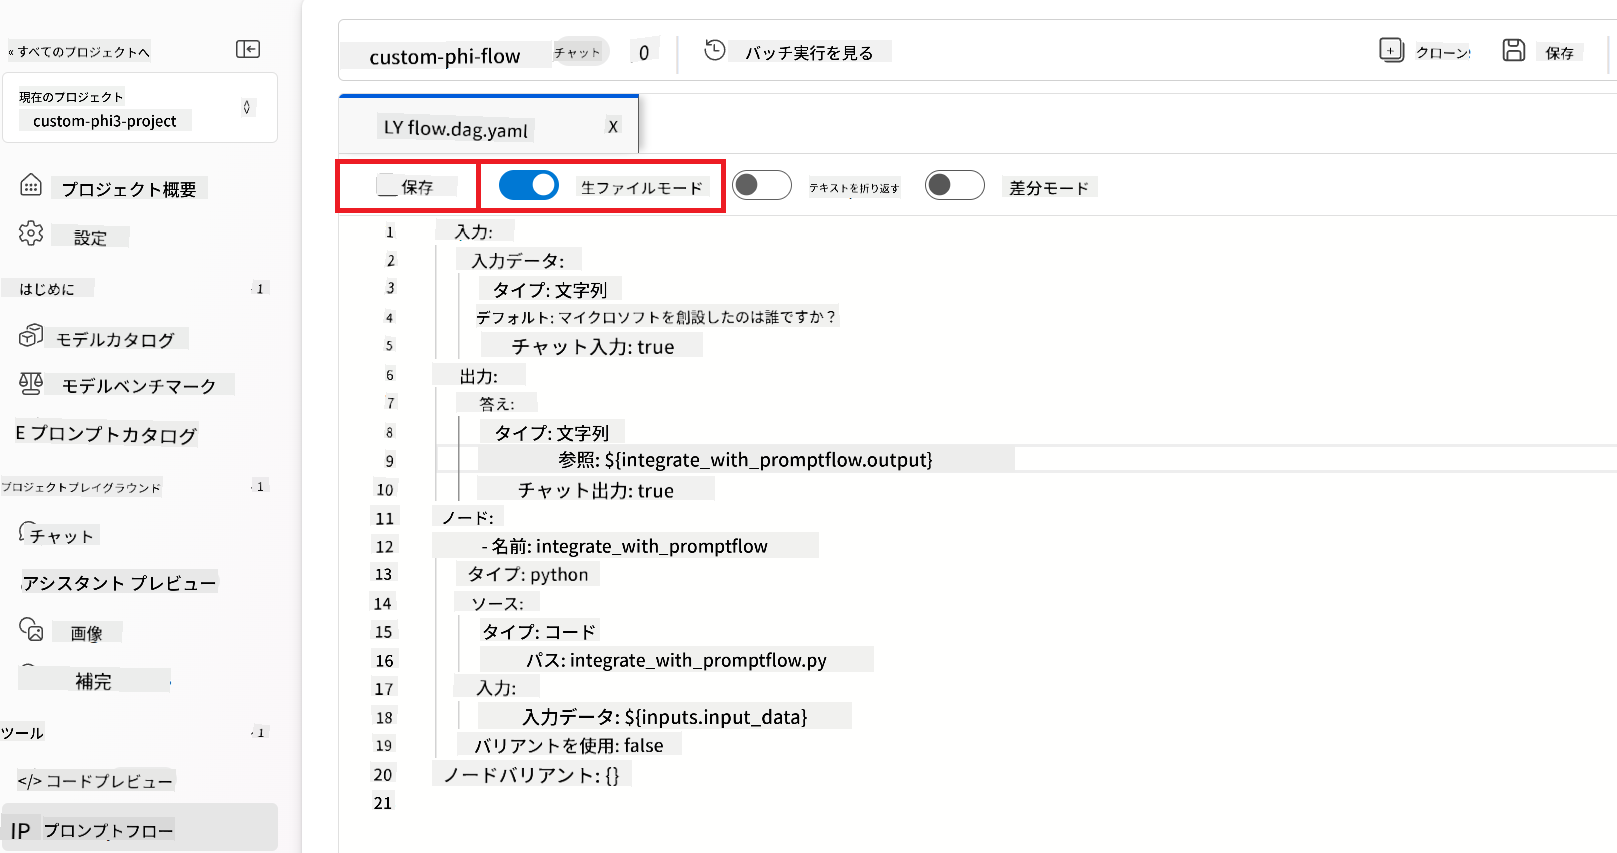 « すべてのプロジェクトへ
現在のプロジェクト
custom-phi3-project
プロジェクト概要
設定
はじめに
1
モデルカタログ
モデルベンチマーク
E プロンプトカタログ
プロジェクトプレイグラウンド
1
チャット
アシスタント プレビュー
画像
補完
ツール
1
</> コードプレビュー
IP プロンプトフロー
custom-phi-flow
チャット
0
バッチ実行を見る
クローン
保存
LY flow.dag.yaml
X
保存
生ファイルモード
テキストを折り返す
差分モード
1 入力:
2 入力データ:
3 タイプ: 文字列
4 デフォルト: マイクロソフトを創設したのは誰ですか？
5 チャット入力: true
6 出力:
7 答え:
8 タイプ: 文字列
9 参照: ${integrate_with_promptflow.output}
10 チャット出力: true
11 ノード:
12 - 名前: integrate_with_promptflow
13 タイプ: python
14 ソース:
15 タイプ: コード
16 パス: integrate_with_promptflow.py
17 入力:
18 入力データ: ${inputs.input_data}
19 バリアントを使用: false
20 ノードバリアント: {}
21